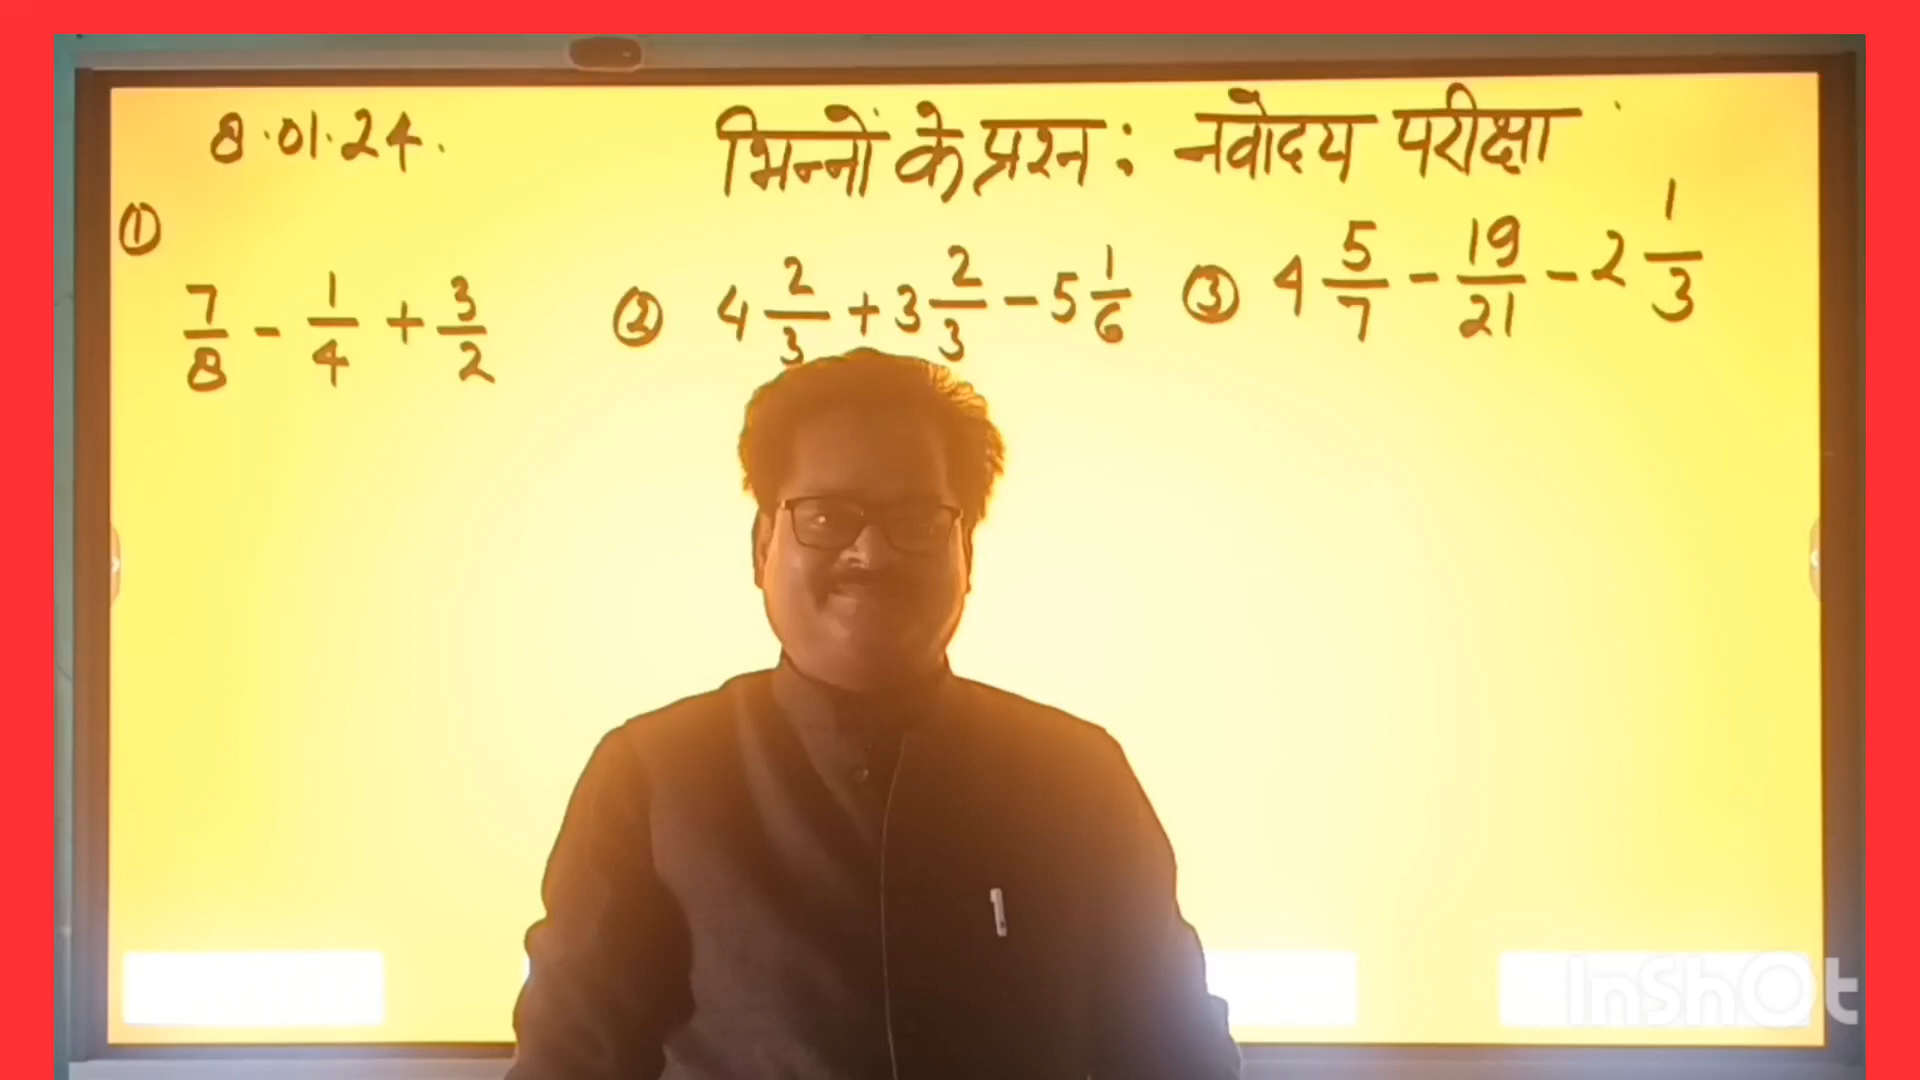 8.01.24.
भिन्नों के प्रश्न : नवोदय परीक्षा
① 7/8 - 1/4 + 3/2
② 4 2/3 + 3 2/3 - 5 1/6
③ 4 5/7 - 19/21 - 2 1/3
InShOt